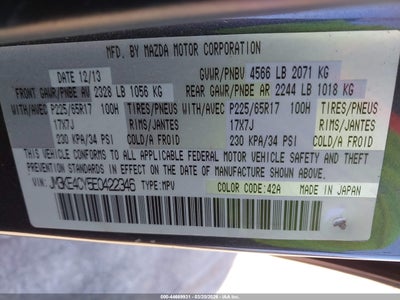 MFD. BY MAZDA MOTOR CORPORATION
DATE 12/13 GVWR/PNBV 4566 LB 2071 KG
FRONT GAWR/PNBE AV 2328 LB 1056 KG REAR GAWR/PNBE AR 2244 LB 1018 KG
WITH/AVEC P225/65R17 100H TIRES/PNEUS WITH/AVEC P225/65R17 100H TIRES/PNEUS
17X7J RIMS/JANTES 17X7J RIMS/JANTES
230 KPA/34 PSI COLD/A FROID 230 KPA/34 PSI COLD/A FROID
THIS VEHICLE CONFORMS TO ALL APPLICABLE FEDERAL MOTOR VEHICLE SAFETY AND
THEFT PREVENTION STANDARDS IN EFFECT ON THE DATE OF MANUFACTURE SHOWN ABOVE.
VIN: JM3KE4CY5E0422346 TYPE: MPV COLOR CODE:42A MADE IN JAPAN